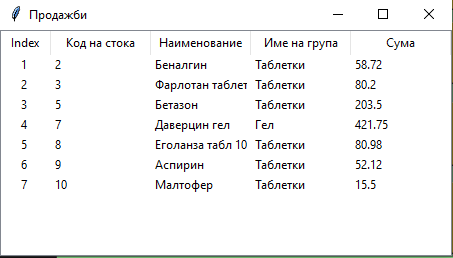 Продажби
Index Код на стока Наименование Име на група Сума
1 2 Беналгин Таблетки 58.72
2 3 Фарлотан таблет Таблетки 80.2
3 5 Бетазон Таблетки 203.5
4 7 Даверцин гел Гел 421.75
5 8 Еголанза табл 10 Таблетки 80.98
6 9 Аспирин Таблетки 52.12
7 10 Малтофер Таблетки 15.5